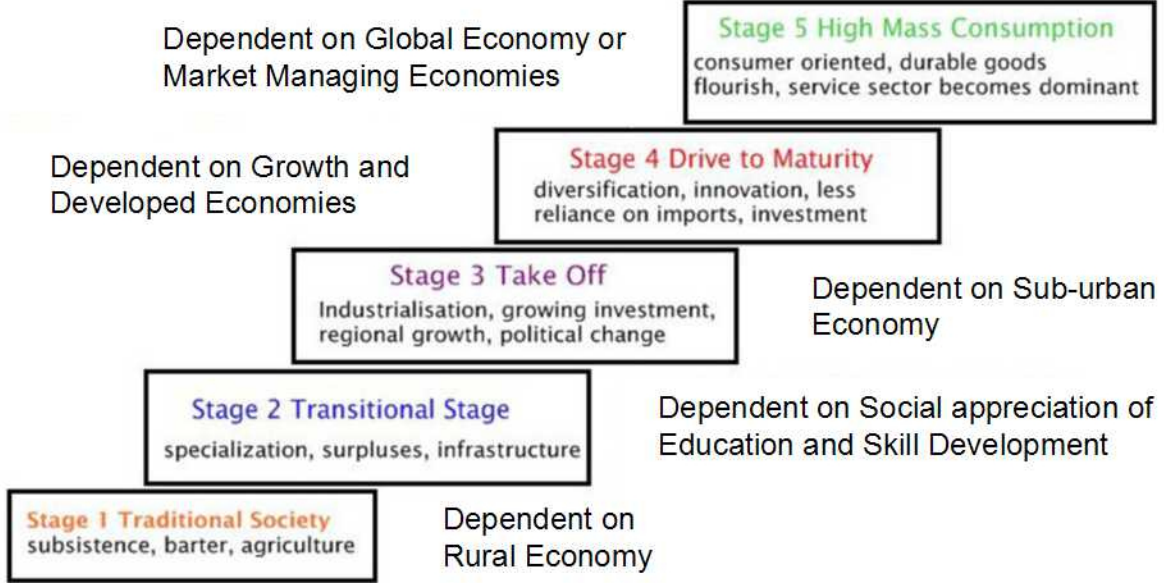 Dependent on Global Economy or
Market Managing Economies
Stage 5 High Mass Consumption
consumer oriented, durable goods
flourish, service sector becomes dominant
Dependent on Growth and
Developed Economies
Stage 4 Drive to Maturity
diversification, innovation, less
reliance on imports, investment
Stage 3 Take Off
Industrialisation, growing investment,
regional growth, political change
Dependent on Sub-urban
Economy
Stage 2 Transitional Stage
specialization, surpluses, infrastructure
Dependent on Social appreciation of
Education and Skill Development
Stage 1 Traditional Society
subsistence, barter, agriculture
Dependent on
Rural Economy